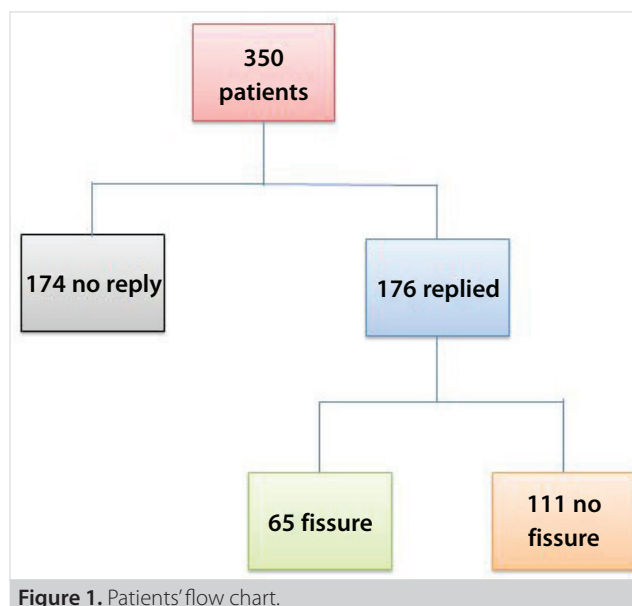 350
patients
174 no reply
176 replied
65 fissure
111 no
fissure
Figure 1. Patients' flow chart.